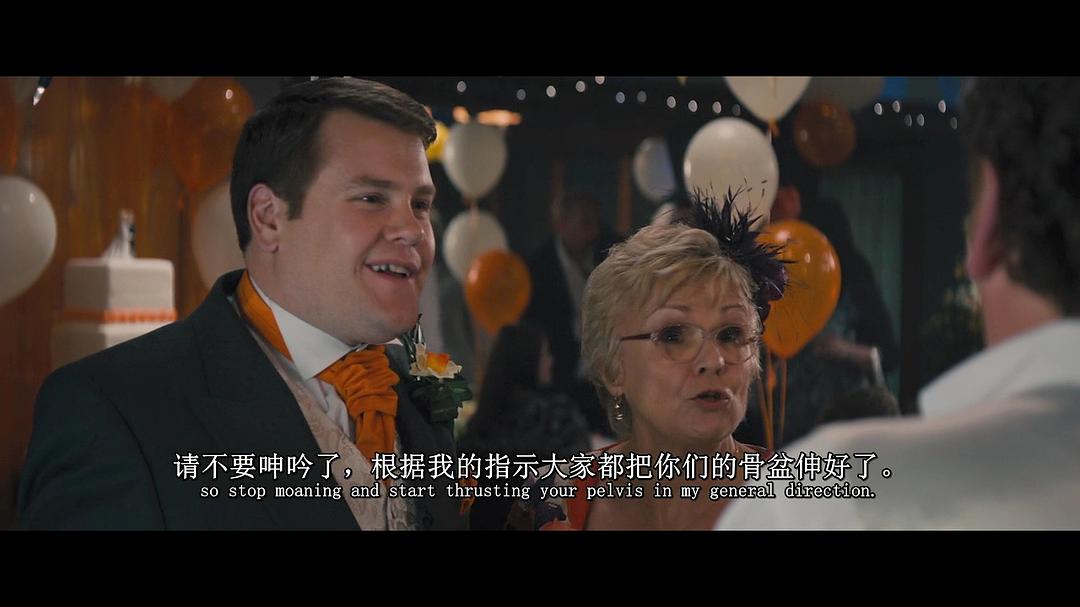 请不要呻吟了，根据我的指示大家都把你们的骨盆伸好了。
so stop moaning and start thrusting your pelvis in my general direction.